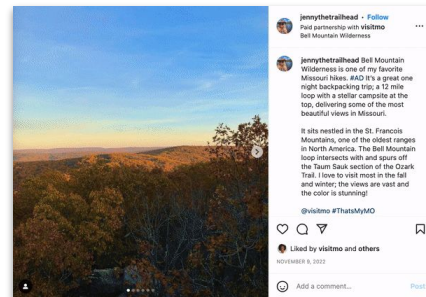 jennythetrailhead • Follow
Paid partnership with visitmo
Bell Mountain Wilderness
jennythetrailhead Bell Mountain
Wilderness is one of my favorite
Missouri hikes. #AD It's a great one
night backpacking trip; a 12 mile
loop with a stellar campsite at the
top, delivering some of the most
beautiful views in Missouri.
It sits nestled in the St. Francois
Mountains, one of the oldest ranges
in North America. The Bell Mountain
loop intersects with and spurs off
the Taum Sauk section of the Ozark
Trail. I love to visit most in the fall
and winter; the views are vast and
the color is stunning!
@visitmo #ThatsMyMO
Liked by visitmo and others
NOVEMBER 9, 2022
Add a comment... Post